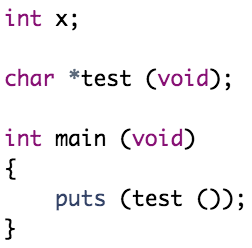 int x;
char *test (void);
int main (void)
{
    puts (test ());
}